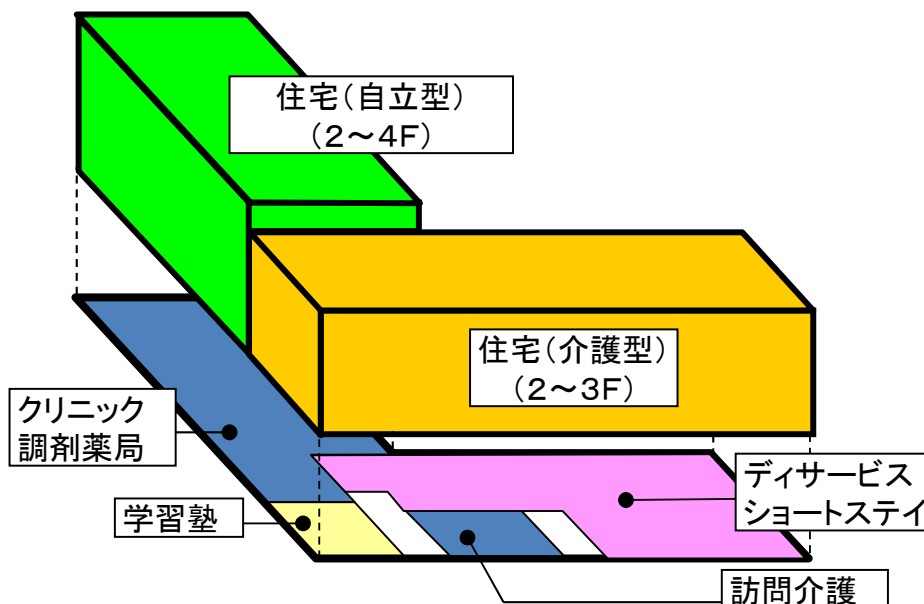 住宅(自立型)
(２～４F)
住宅(介護型)
(２～３F)
クリニック
調剤薬局
学習塾
ディサービス
ショートステイ
訪問介護